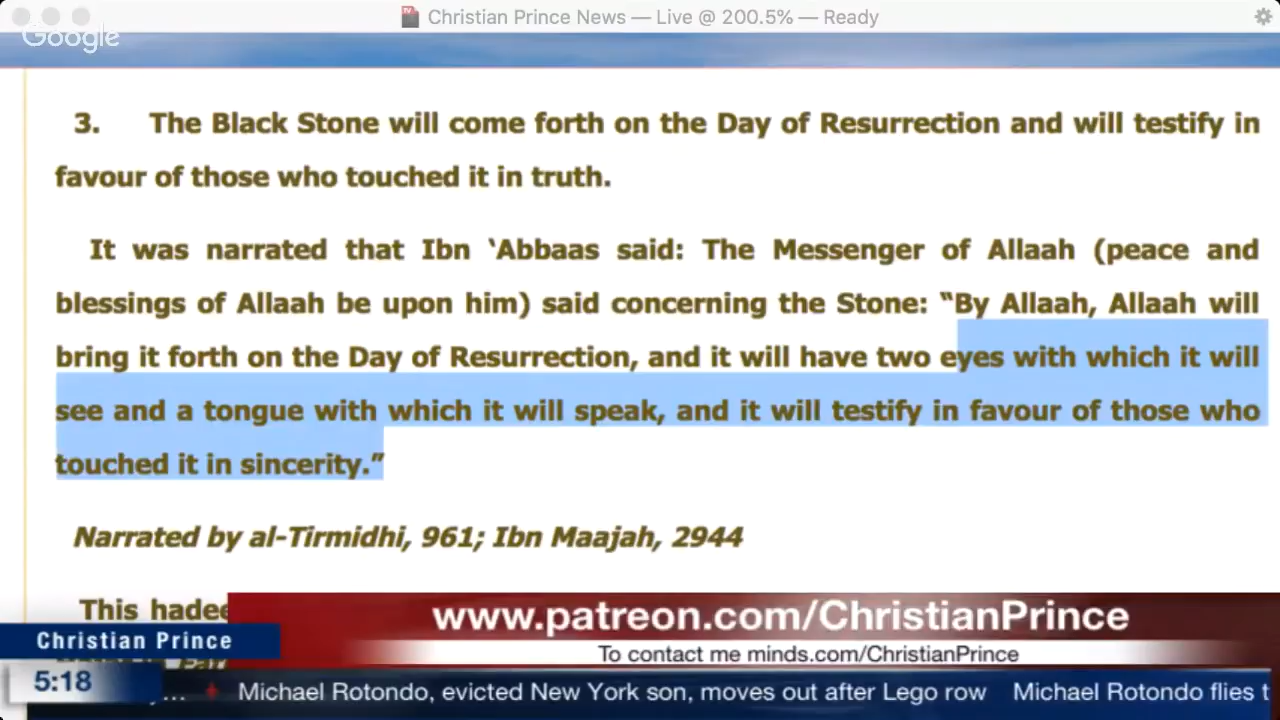 Christian Prince News — Live @ 200.5% — Ready
Google
3. The Black Stone will come forth on the Day of Resurrection and will testify in
favour of those who touched it in truth.
It was narrated that Ibn ‘Abbaas said: The Messenger of Allaah (peace and
blessings of Allaah be upon him) said concerning the Stone: “By Allaah, Allaah will
bring it forth on the Day of Resurrection, and it will have two eyes with which it will
see and a tongue with which it will speak, and it will testify in favour of those who
touched it in sincerity.”
Narrated by al-Tirmidhi, 961; Ibn Maajah, 2944
This hadee
www.patreon.com/ChristianPrince
Christian Prince
To contact me minds.com/ChristianPrince
5:18
... Michael Rotondo, evicted New York son, moves out after Lego row Michael Rotondo flies t